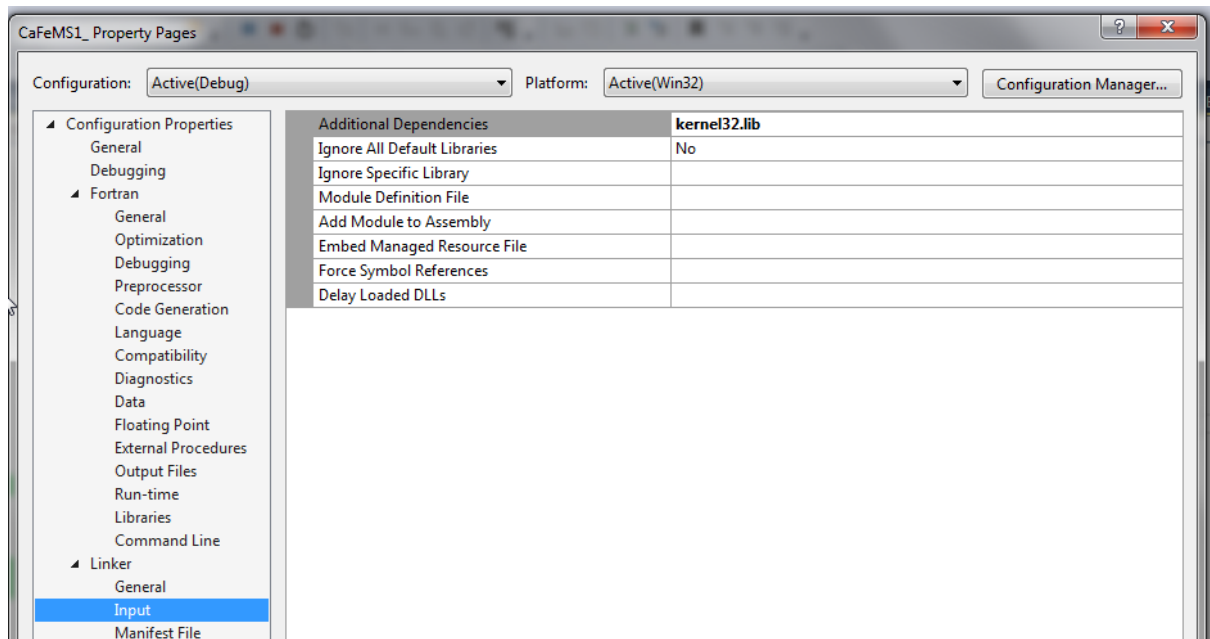 CaFeMS1_ Property Pages
Configuration: Active(Debug) Platform: Active(Win32) Configuration Manager...
Configuration Properties
General
Debugging
Fortran
General
Optimization
Debugging
Preprocessor
Code Generation
Language
Compatibility
Diagnostics
Data
Floating Point
External Procedures
Output Files
Run-time
Libraries
Command Line
Linker
General
Input
Manifest File
Additional Dependencies kernel32.lib
Ignore All Default Libraries No
Ignore Specific Library
Module Definition File
Add Module to Assembly
Embed Managed Resource File
Force Symbol References
Delay Loaded DLLs